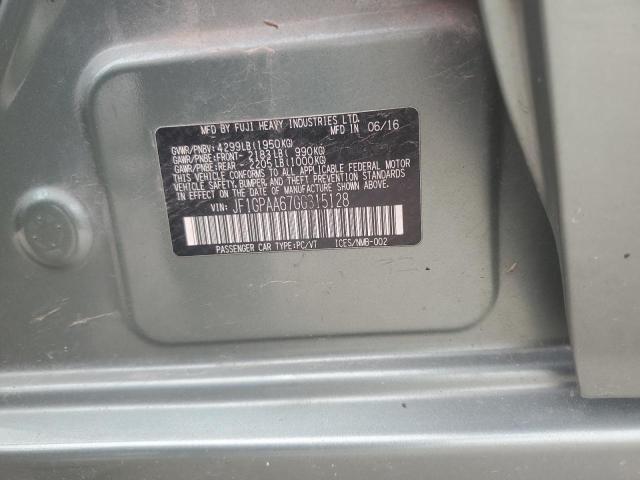 MFD BY FUJI HEAVY INDUSTRIES LTD. IN 06/16
GVWR/PNBV: 4299LB(1950KG)
GAWR/PNBE:FRONT- 2183LB( 990KG)
GAWR/PNBE:REAR - 2205LB(1000KG)
THIS VEHICLE CONFORMS TO ALL APPLICABLE FEDERAL MOTOR
VEHICLE SAFETY, BUMPER, AND THEFT PREVENTION STANDARDS
IN EFFECT ON THE DATE OF MANUFACTURE SHOWN ABOVE.
VIN: JF1GPAA67GG315128
PASSENGER CAR TYPE:PC/VT ICES/NMB-002